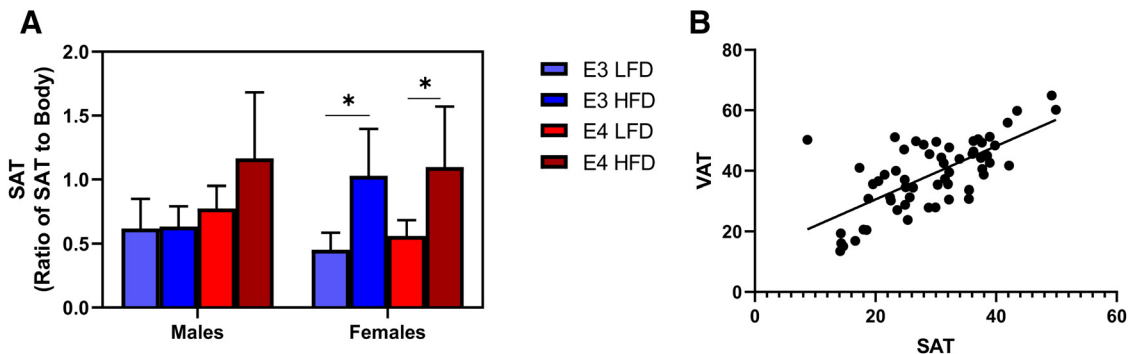 A
SAT
(Ratio of SAT to Body)
2.0
1.5
1.0
0.5
0.0
*
*
Males
Females
E3 LFD
E3 HFD
E4 LFD
E4 HFD
B
VAT
80
60
40
20
0
0
20
40
60
SAT